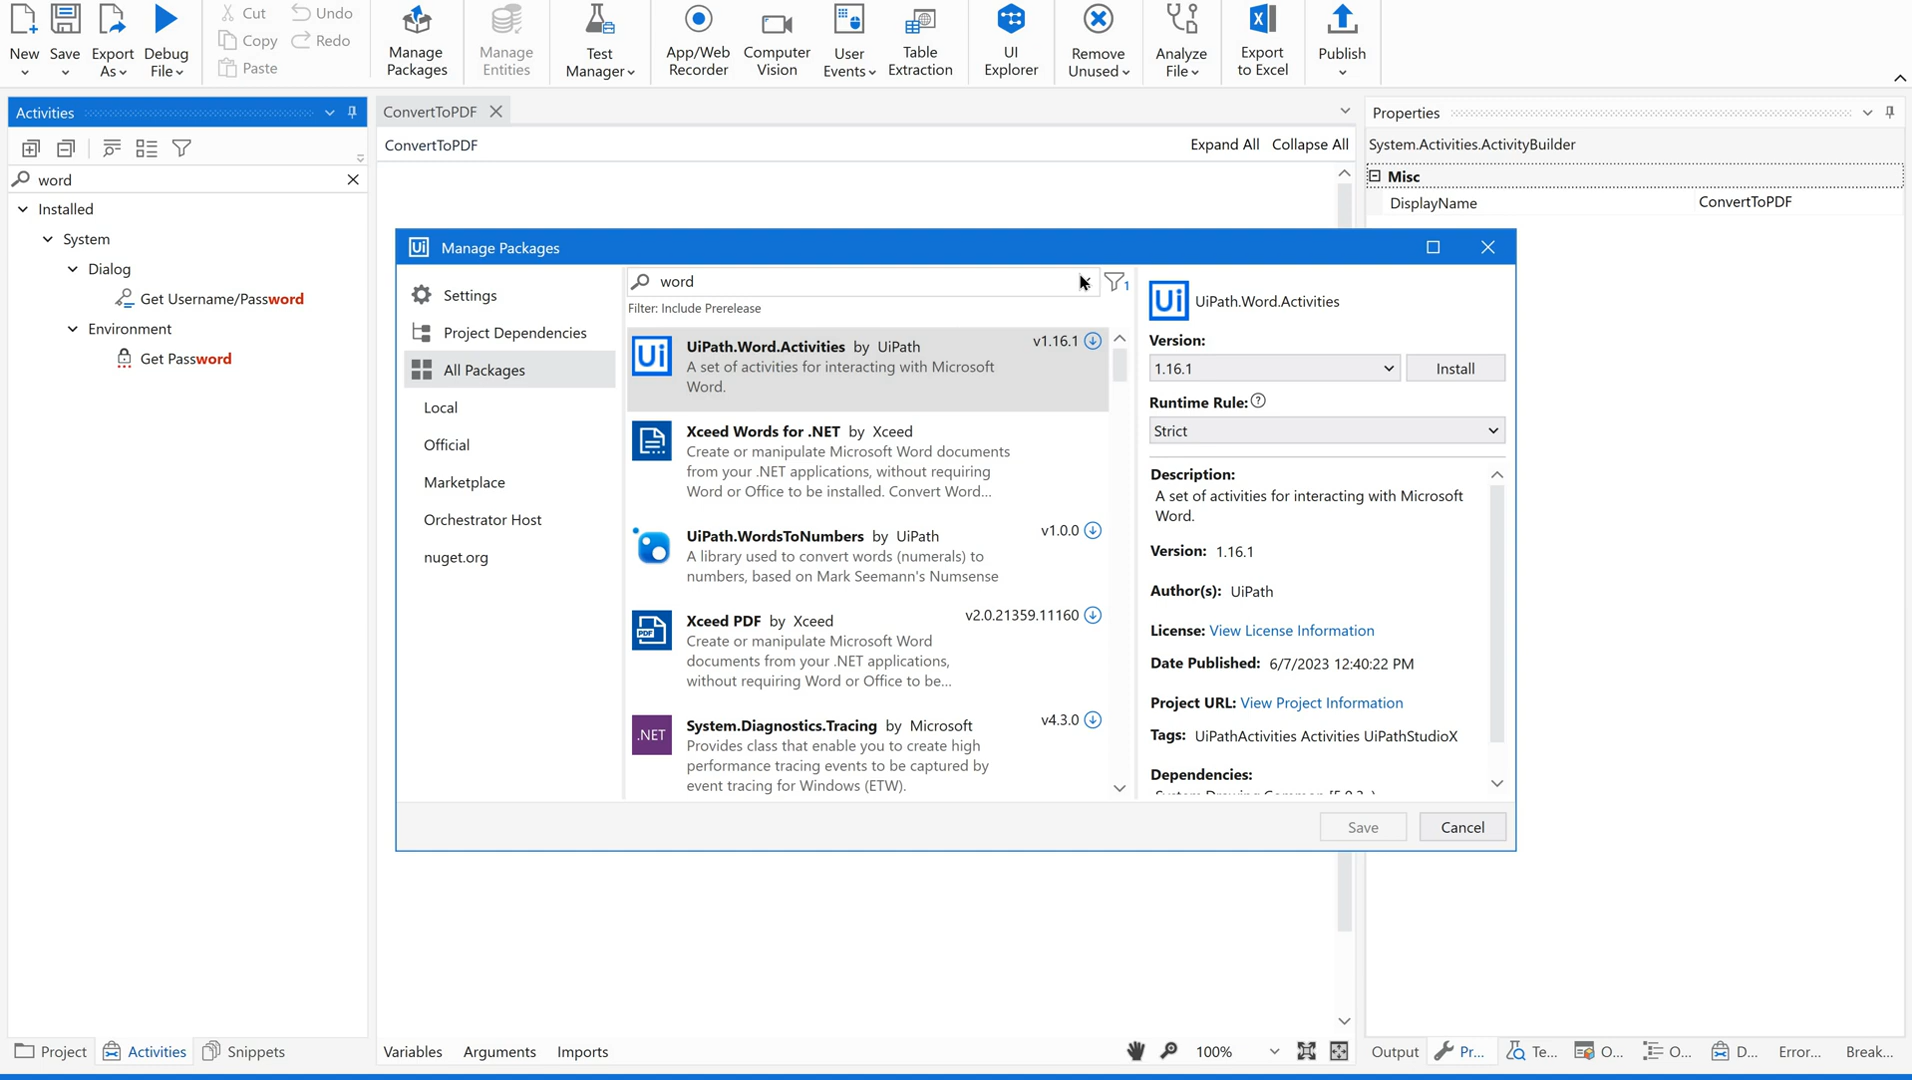 New
Save
Export As
Debug File
Cut
Copy
Paste
Undo
Redo
Manage Packages
Manage Entities
Test Manager
App/Web Recorder
Computer Vision
User Events
Table Extraction
UI Explorer
Remove Unused
Analyze File
Export to Excel
Publish
Activities
word
Installed
System
Dialog
Get Username/Password
Environment
Get Password
ConvertToPDF
ConvertToPDF
Expand All
Collapse All
Properties
System.Activities.ActivityBuilder
Misc
DisplayName
ConvertToPDF
Ui
Manage Packages
Settings
Project Dependencies
All Packages
Local
Official
Marketplace
Orchestrator Host
nuget.org
word
1
Filter: Include Prerelease
Ui
UiPath.Word.Activities by UiPath
v1.16.1
A set of activities for interacting with Microsoft
Word.
Xceed Words for .NET by Xceed
Create or manipulate Microsoft Word documents
from your .NET applications, without requiring
Word or Office to be installed. Convert Word...
UiPath.WordsToNumbers by UiPath
v1.0.0
A library used to convert words (numerals) to
numbers, based on Mark Seemann's Numsense
PDF
Xceed PDF by Xceed
v2.0.21359.11160
Create or manipulate Microsoft Word
documents from your .NET applications,
without requiring Word or Office to be...
.NET
System.Diagnostics.Tracing by Microsoft
v4.3.0
Provides class that enable you to create high
performance tracing events to be captured by
event tracing for Windows (ETW).
Ui
UiPath.Word.Activities
Version:
1.16.1
Install
Runtime Rule:
Strict
Description:
A set of activities for interacting with Microsoft
Word.
Version: 1.16.1
Author(s): UiPath
License: View License Information
Date Published: 6/7/2023 12:40:22 PM
Project URL: View Project Information
Tags: UiPathActivities Activities UiPathStudioX
Dependencies:
Save
Cancel
Project
Activities
Snippets
Variables
Arguments
Imports
100%
Output
Pr...
Te...
O...
O...
D...
Error...
Break...